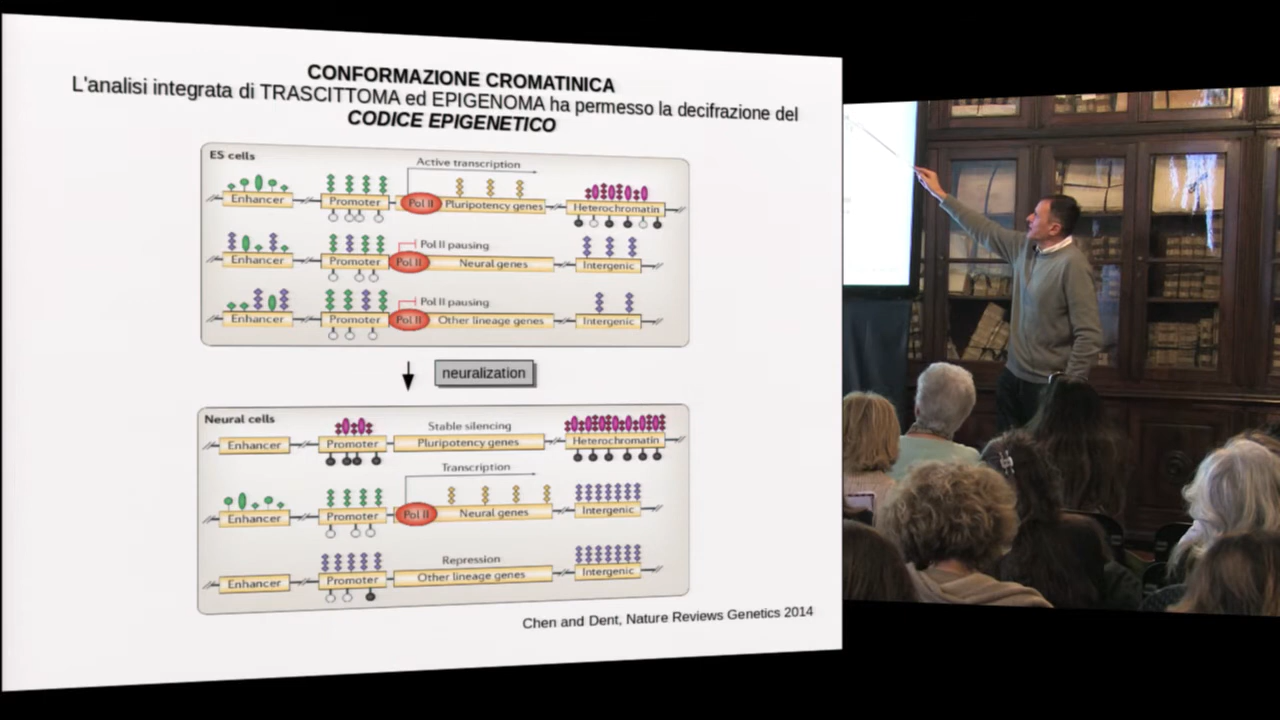 CONFORMAZIONE CROMATINICA
L'analisi integrata di TRASCITTOMA ed EPIGENOMA ha permesso la decifrazione del
CODICE EPIGENETICO
ES cells
Active transcription
Enhancer Promoter Pol II Pluripotency genes Heterochromatin
Pol II pausing
Enhancer Promoter Pol II Neural genes Intergenic
Pol II pausing
Enhancer Promoter Pol II Other lineage genes Intergenic
neuralization
Neural cells
Stable silencing
Enhancer Promoter Pluripotency genes Heterochromatin
Transcription
Enhancer Promoter Pol II Neural genes Intergenic
Repression
Enhancer Promoter Other lineage genes Intergenic
Chen and Dent, Nature Reviews Genetics 2014